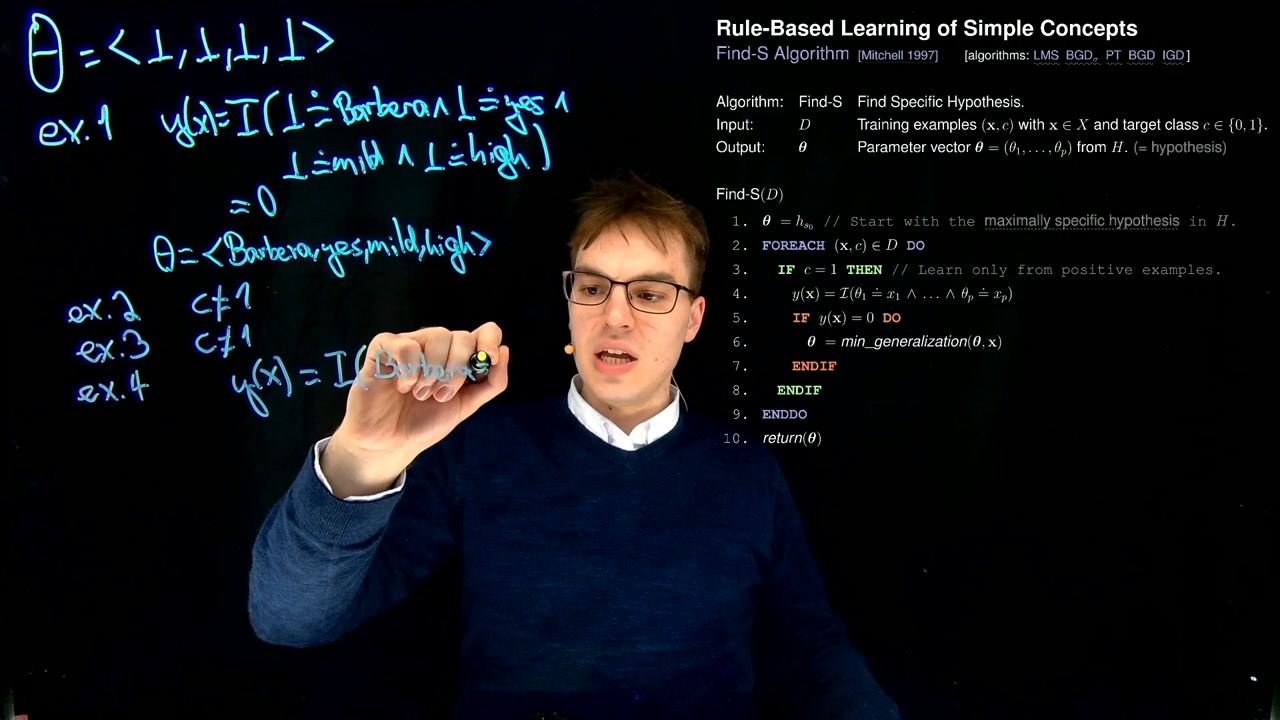 θ = <⊥,⊥,⊥,⊥>
ex.1 y(x)=I(⊥≐Barbera ∧ ⊥≐yes ∧
⊥≐mild ∧ ⊥≐high)
= 0
θ=<Barbera,yes,mild,high>
ex.2 c≠1
ex.3 c≠1
ex.4 y(x) = I(Barbera=
Rule-Based Learning of Simple Concepts
Find-S Algorithm [Mitchell 1997] [algorithms: LMS BGDσ PT BGD IGD]
Algorithm: Find-S Find Specific Hypothesis.
Input: D Training examples (x, c) with x ∈ X and target class c ∈ {0, 1}.
Output: θ Parameter vector θ = (θ1, . . . , θp) from H. (= hypothesis)
Find-S(D)
1. θ = hs0 // Start with the maximally specific hypothesis in H.
2. FOREACH (x, c) ∈ D DO
3. IF c = 1 THEN // Learn only from positive examples.
4. y(x) = I(θ1 ≐ x1 ∧ . . . ∧ θp ≐ xp)
5. IF y(x) = 0 DO
6. θ = min_generalization(θ, x)
7. ENDIF
8. ENDIF
9. ENDDO
10. return(θ)